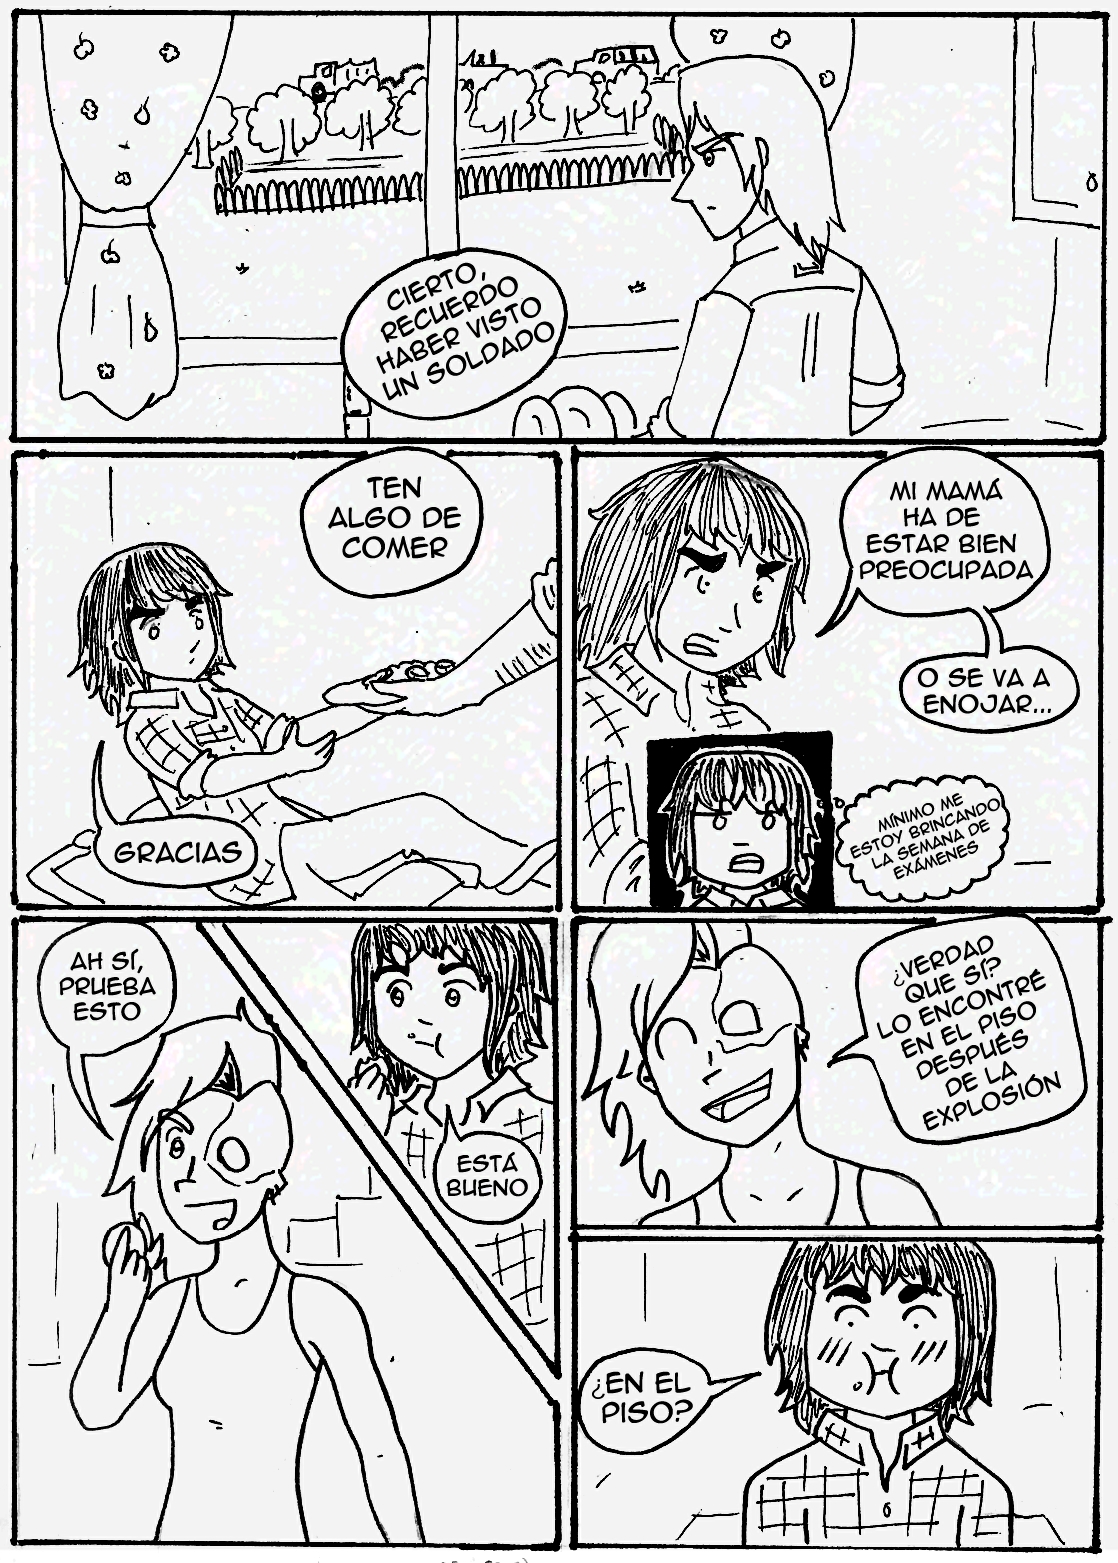 CIERTO,
RECUERDO
HABER VISTO
UN SOLDADO
TEN
ALGO DE
COMER
GRACIAS
MI MAMÁ
HA DE
ESTAR BIEN
PREOCUPADA
O SE VA A
ENOJAR...
MÍNIMO ME
ESTOY BRINCANDO
LA SEMANA DE
EXÁMENES
AH SÍ,
PRUEBA
ESTO
ESTÁ
BUENO
¿VERDAD
QUE SÍ?
LO ENCONTRÉ
EN EL PISO
DESPUÉS
DE LA
EXPLOSIÓN
¿EN EL
PISO?